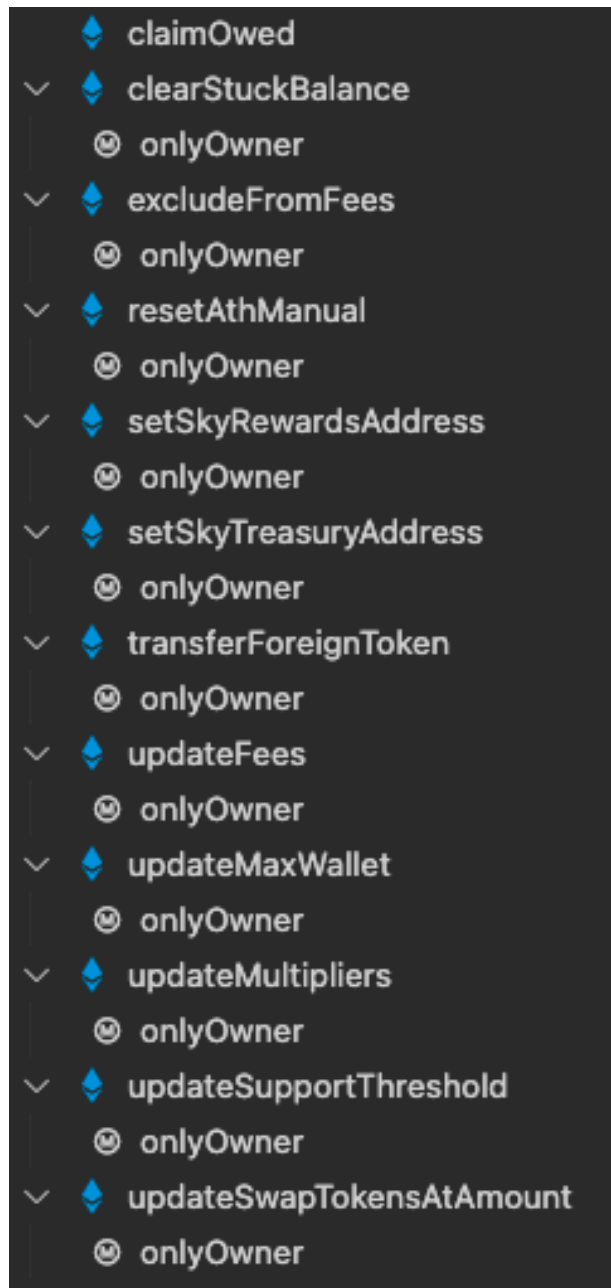 claimOwed
clearStuckBalance
onlyOwner
excludeFromFees
onlyOwner
resetAthManual
onlyOwner
setSkyRewardsAddress
onlyOwner
setSkyTreasuryAddress
onlyOwner
transferForeignToken
onlyOwner
updateFees
onlyOwner
updateMaxWallet
onlyOwner
updateMultipliers
onlyOwner
updateSupportThreshold
onlyOwner
updateSwapTokensAtAmount
onlyOwner